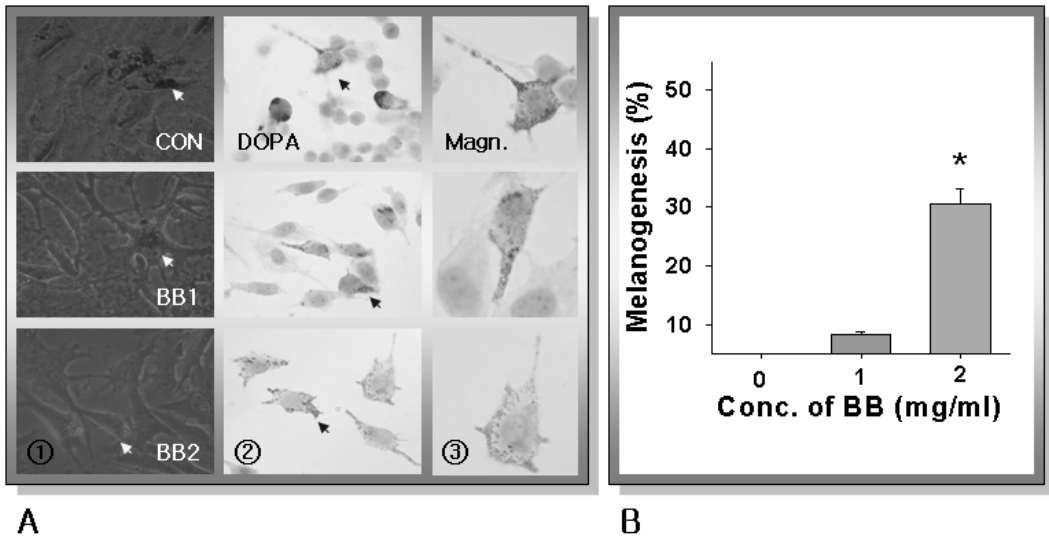 CON
DOPA
Magn.
BB1
BB2
①
②
③
A
Melanogenesis (%)
50
40
30
20
10
*
0
1
2
Conc. of BB (mg/ml)
B